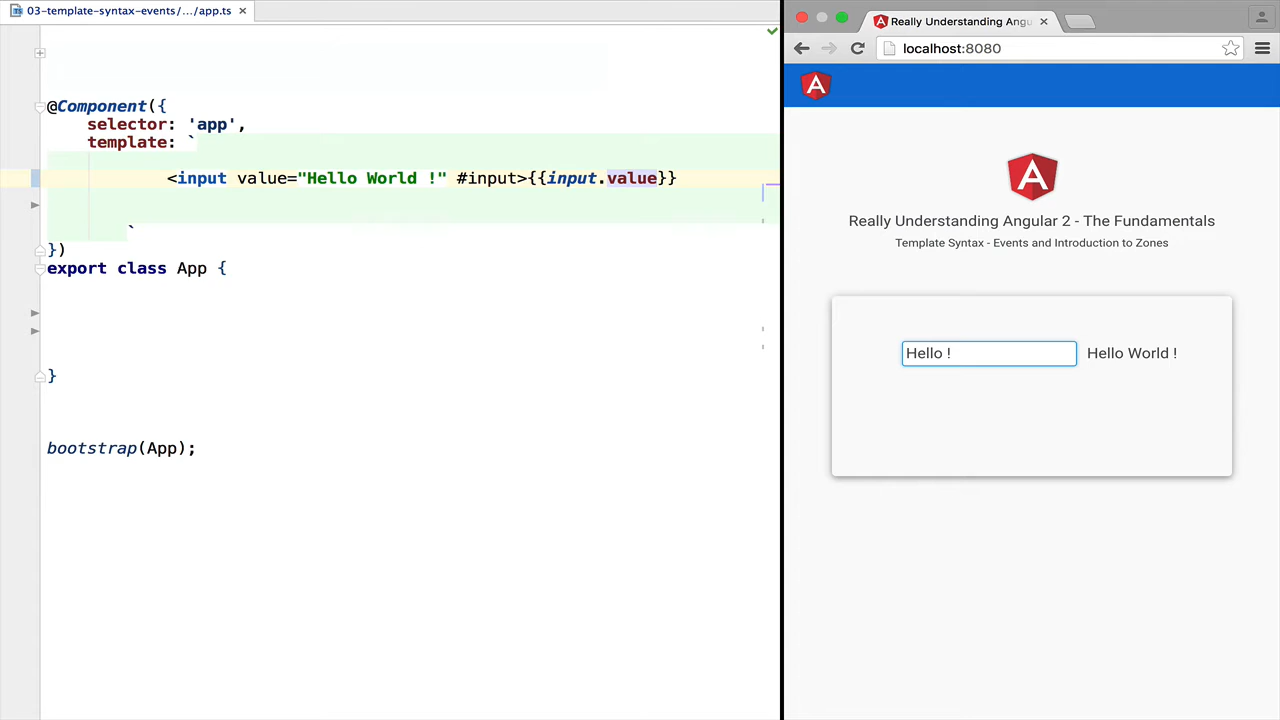 03-template-syntax-events/.../app.ts
@Component({
selector: 'app',
template: `
<input value="Hello World !" #input>{{input.value}}
`
})
export class App {
}
bootstrap(App);
Really Understanding Angu
localhost:8080
Really Understanding Angular 2 - The Fundamentals
Template Syntax - Events and Introduction to Zones
Hello ! Hello World !